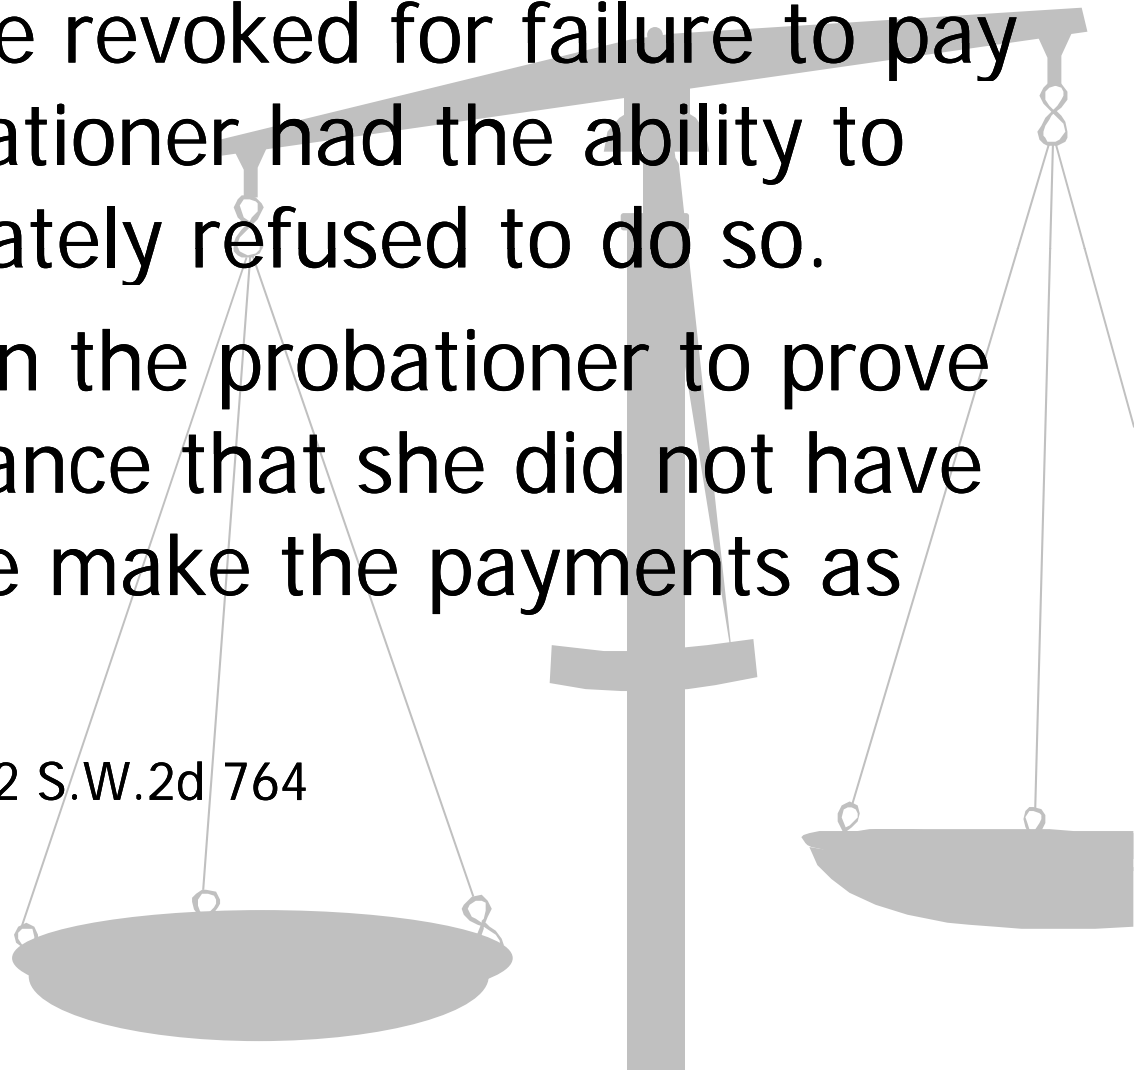 e revoked for failure to pay
ationer had the ability to
ately refused to do so.
n the probationer to prove
ance that she did not have
e make the payments as
2 S.W.2d 764